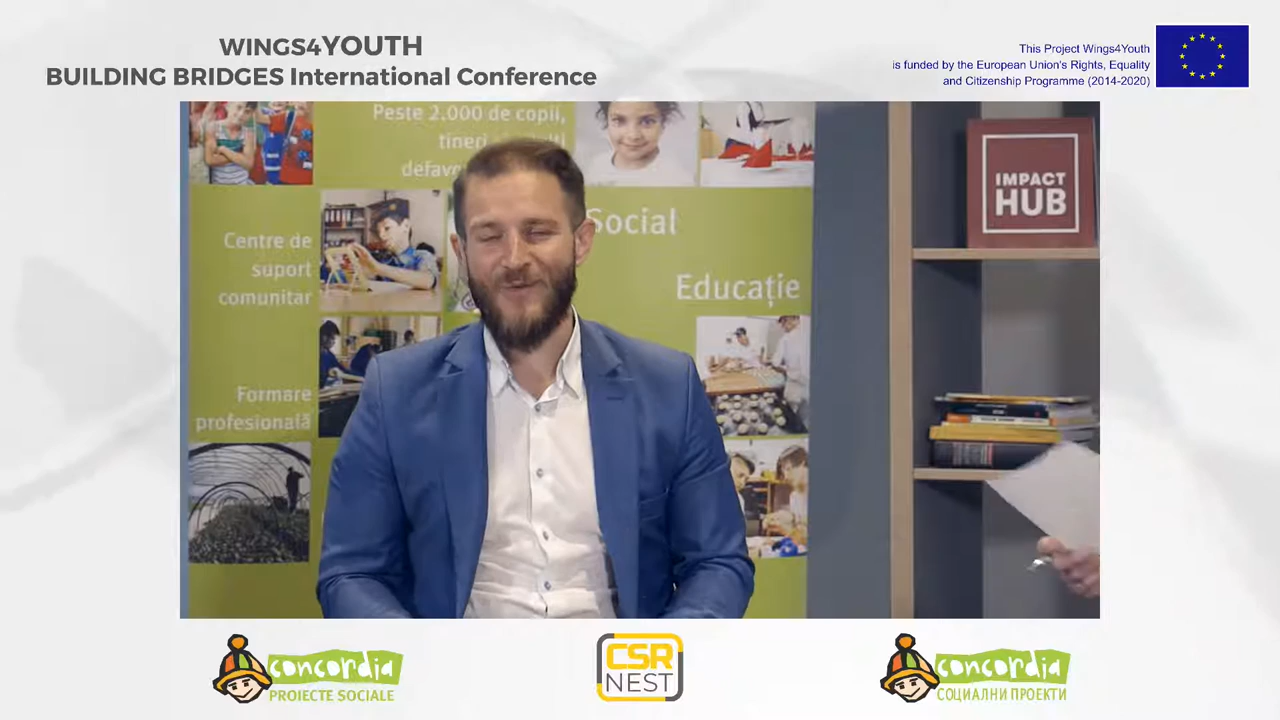 WINGS4YOUTH
BUILDING BRIDGES International Conference
This Project Wings4Youth
is funded by the European Union's Rights, Equality
and Citizenship Programme (2014-2020)
Peste 2.000 de copii,
tineri
Social
Centre de
suport
comunitar
Educație
Formare
profesională
IMPACT
HUB
concordia
PROIECTE SOCIALE
CSR
NEST
concordia
СОЦИАЛНИ ПРОЕКТИ